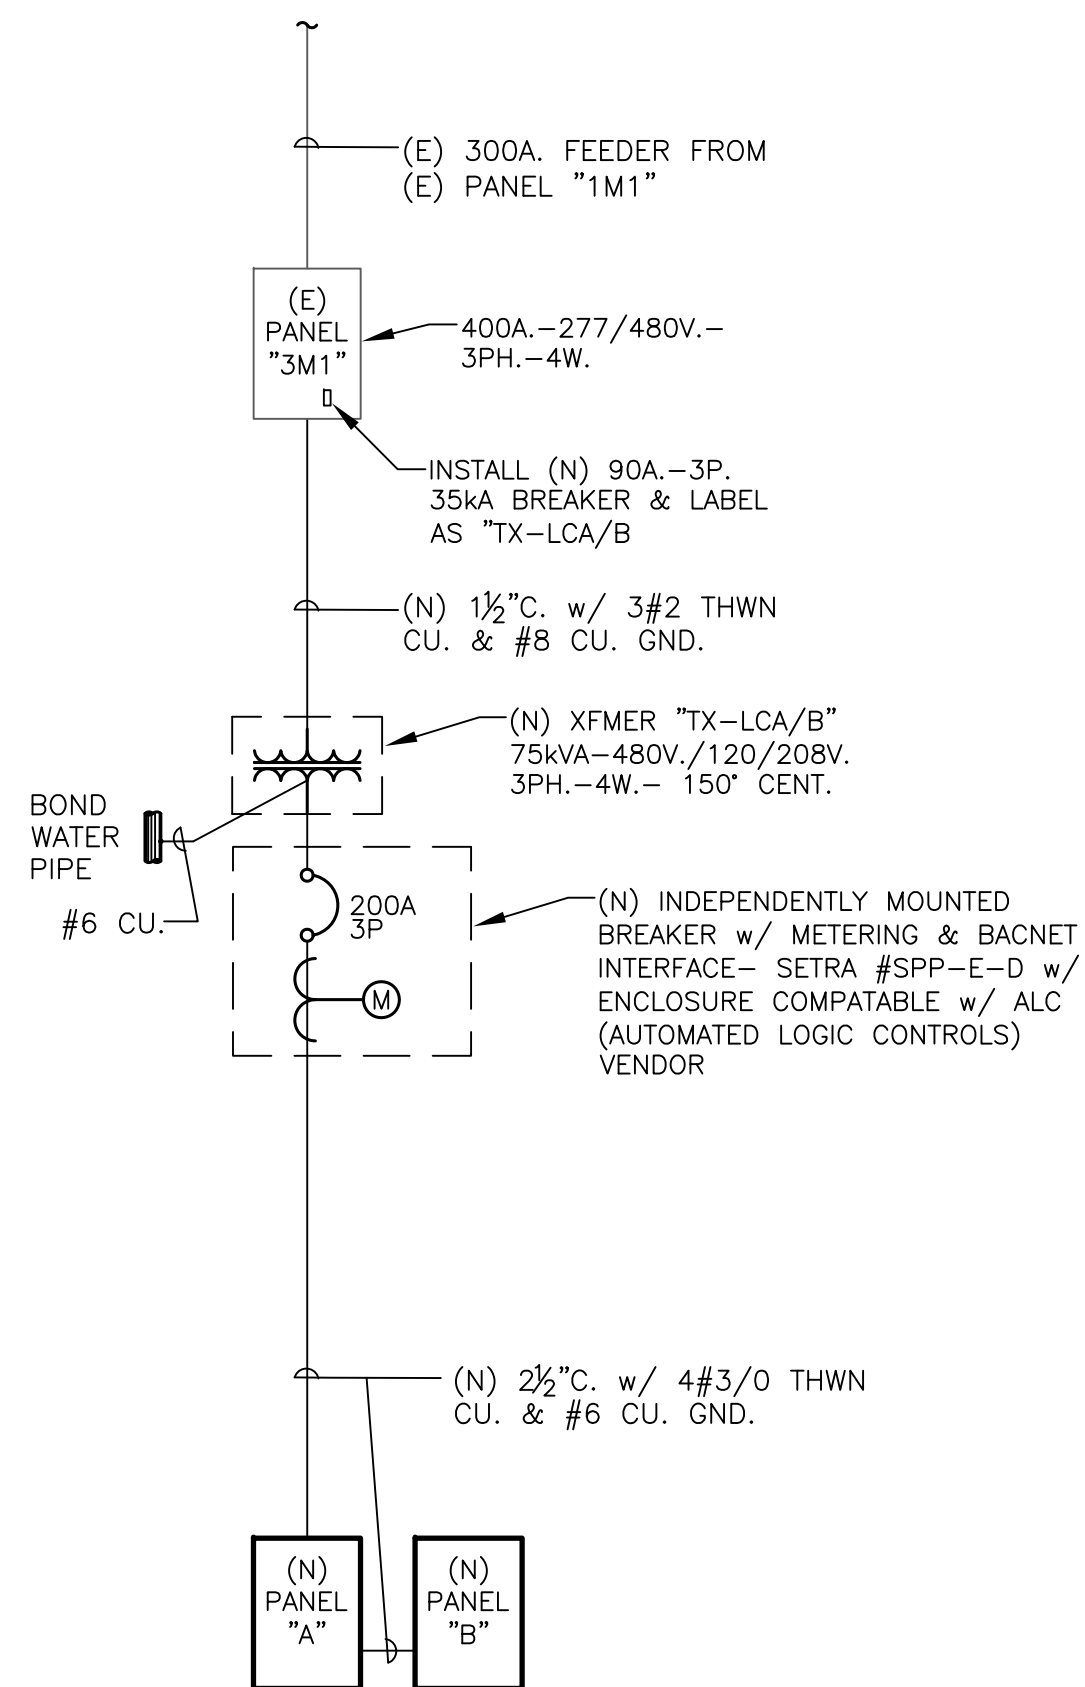 (E) 300A. FEEDER FROM
(E) PANEL "1M1"
(E)
PANEL
"3M1"
400A.-277/480V.-
3PH.-4W.
INSTALL (N) 90A.-3P.
35kA BREAKER & LABEL
AS "TX-LCA/B
(N) 1½"C. w/ 3#2 THWN
CU. & #8 CU. GND.
(N) XFMER "TX-LCA/B"
75kVA-480V./120/208V.
3PH.-4W.- 150° CENT.
BOND
WATER
PIPE
#6 CU.
200A
3P
M
(N) INDEPENDENTLY MOUNTED
BREAKER w/ METERING & BACNET
INTERFACE- SETRA #SPP-E-D w/
ENCLOSURE COMPATABLE w/ ALC
(AUTOMATED LOGIC CONTROLS)
VENDOR
(N) 2½"C. w/ 4#3/0 THWN
CU. & #6 CU. GND.
(N)
PANEL
"A"
(N)
PANEL
"B"